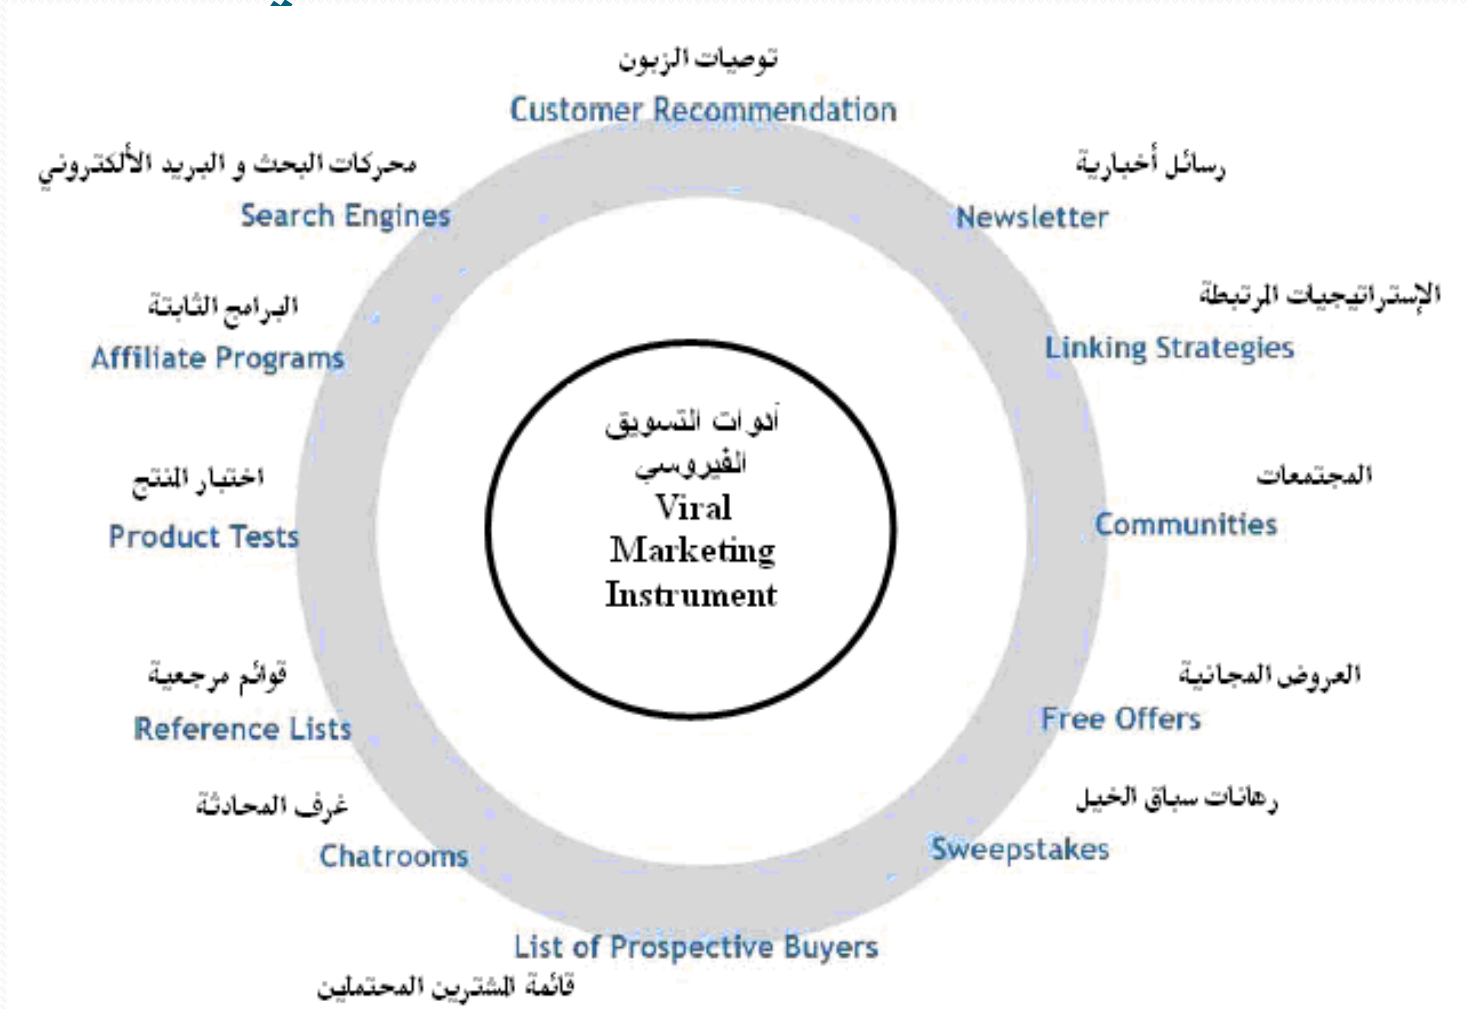 توصيات الزبون
Customer Recommendation
رسائل أخبارية
Newsletter
الإستراتيجيات المرتبطة
Linking Strategies
المجتمعات
Communities
العروض المجانية
Free Offers
رهانات سباق الخيل
Sweepstakes
List of Prospective Buyers
قائمة المشترين المحتملين
غرف المحادثة
Chatrooms
قوائم مرجعية
Reference Lists
اختبار المنتج
Product Tests
البرامج الثابتة
Affiliate Programs
محركات البحث و البريد الألكتروني
Search Engines
أدوات التسويق
الفيروسي
Viral
Marketing
Instrument